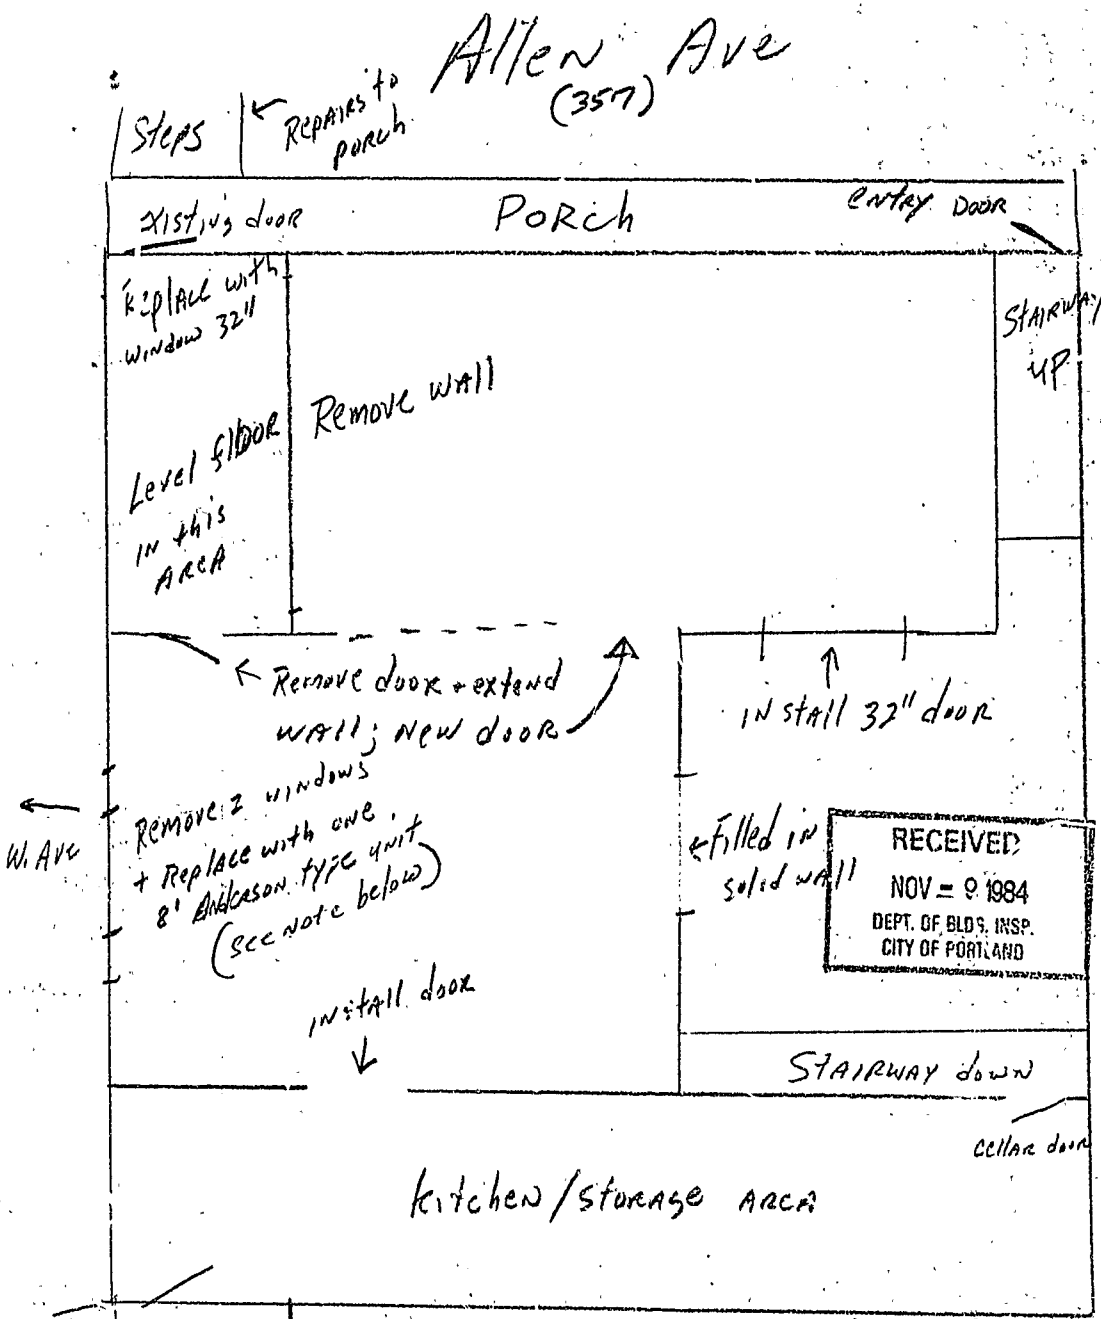 Allen Ave
(357)
Steps
← Repairs to
porch
Existing door
Porch
Entry Door
Replace with
window 32"
Stairway
up
Remove wall
Level floor
in this
area
← Remove door + extend
wall; new door
install 32" door
W. Ave
Remove 2 windows
+ Replace with one
8' Anderson type unit
(see note below)
← Filled in
solid wall
RECEIVED
NOV = 9 1984
DEPT. OF BLDG. INSP.
CITY OF PORTLAND
install door
Stairway down
cellar door
kitchen/storage area